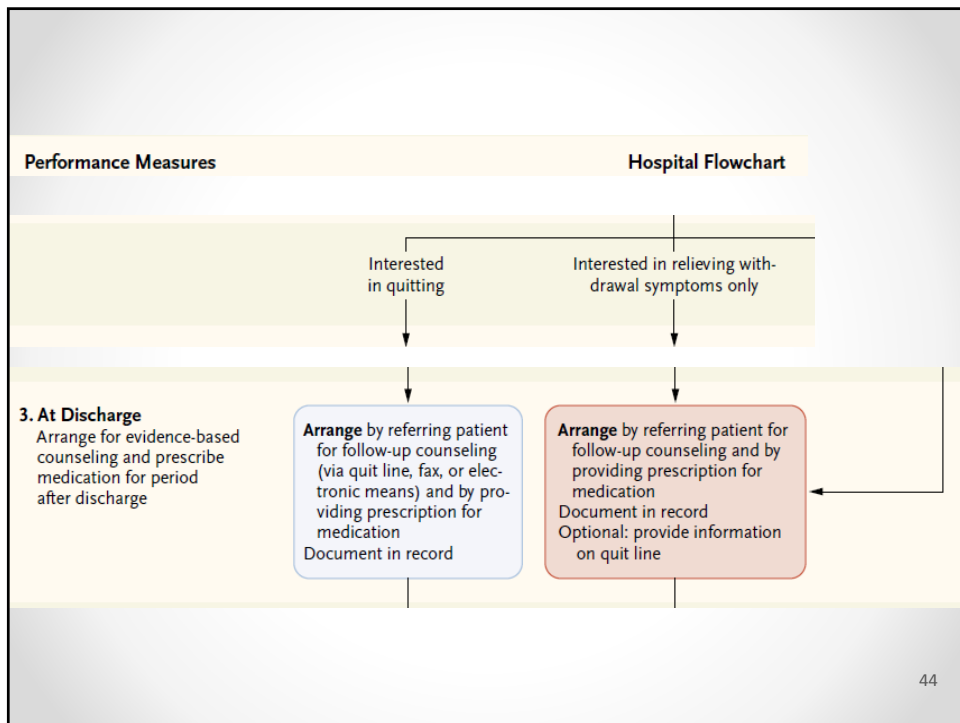 Performance Measures
Hospital Flowchart
Interested
in quitting
Interested in relieving with-
drawal symptoms only
3. At Discharge
Arrange for evidence-based
counseling and prescribe
medication for period
after discharge
Arrange by referring patient
for follow-up counseling
(via quit line, fax, or elec-
tronic means) and by pro-
viding prescription for
medication
Document in record
Arrange by referring patient for
follow-up counseling and by
providing prescription for
medication
Document in record
Optional: provide information
on quit line
44